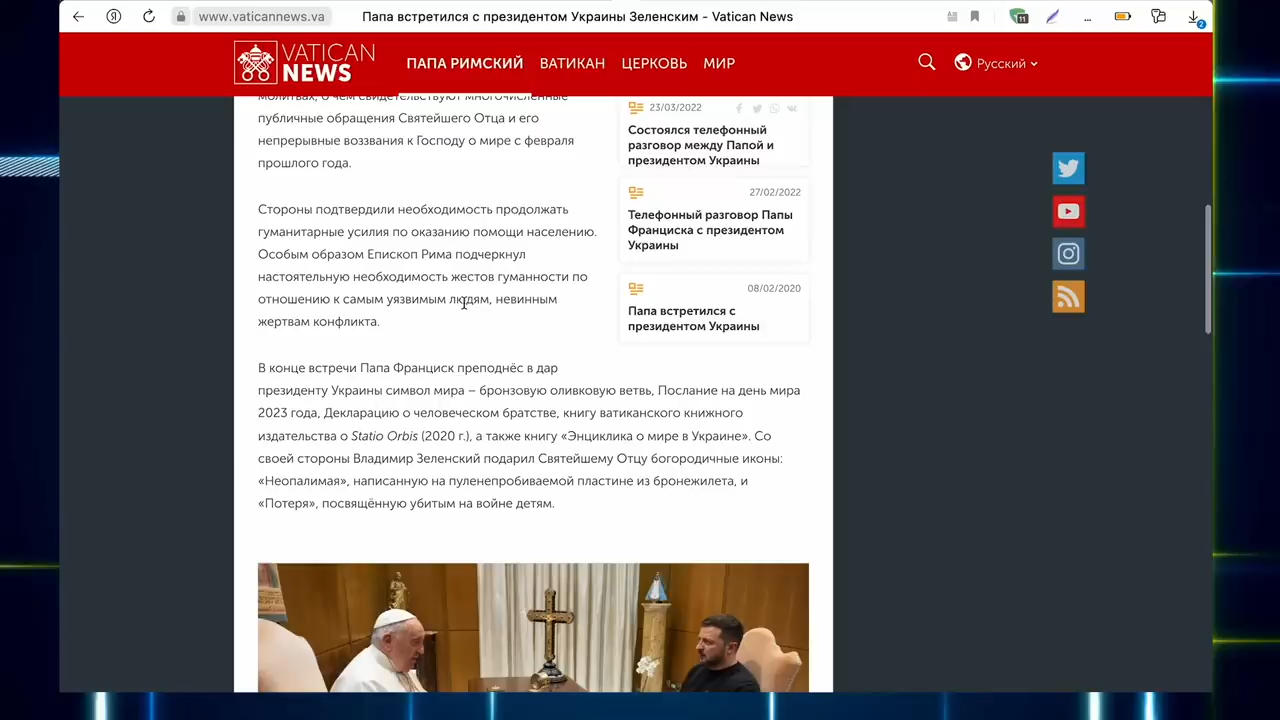 www.vaticannews.va
Папа встретился с президентом Украины Зеленским - Vatican News
11
2
VATICAN
NEWS
ПАПА РИМСКИЙ
ВАТИКАН
ЦЕРКОВЬ
МИР
Русский
молитвах, о чём свидетельствуют многочисленные
публичные обращения Святейшего Отца и его
непрерывные воззвания к Господу о мире с февраля
прошлого года.
Стороны подтвердили необходимость продолжать
гуманитарные усилия по оказанию помощи населению.
Особым образом Епископ Рима подчеркнул
настоятельную необходимость жестов гуманности по
отношению к самым уязвимым людям, невинным
жертвам конфликта.
В конце встречи Папа Франциск преподнёс в дар
президенту Украины символ мира – бронзовую оливковую ветвь, Послание на день мира
2023 года, Декларацию о человеческом братстве, книгу ватиканского книжного
издательства о Statio Orbis (2020 г.), а также книгу «Энциклика о мире в Украине». Со
своей стороны Владимир Зеленский подарил Святейшему Отцу богородичные иконы:
«Неопалимая», написанную на пуленепробиваемой пластине из бронежилета, и
«Потеря», посвящённую убитым на войне детям.
23/03/2022
Состоялся телефонный
разговор между Папой и
президентом Украины
27/02/2022
Телефонный разговор Папы
Франциска с президентом
Украины
08/02/2020
Папа встретился с
президентом Украины